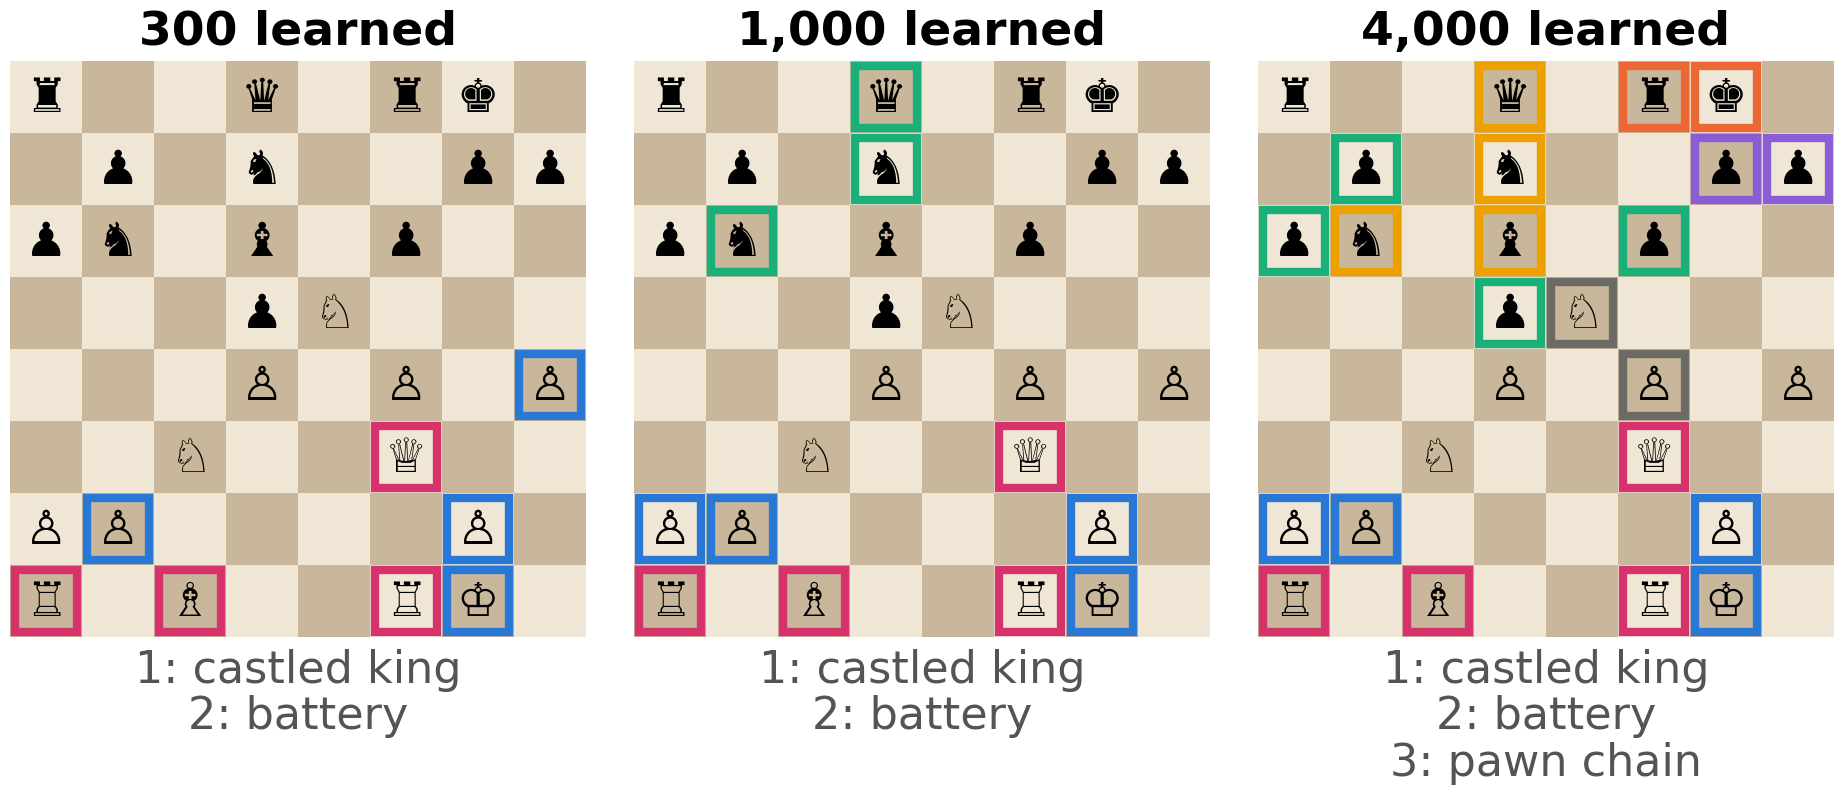 300 learned
1: castled king
2: battery
1,000 learned
1: castled king
2: battery
4,000 learned
1: castled king
2: battery
3: pawn chain